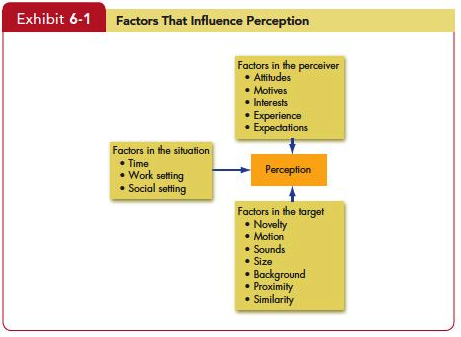 Exhibit 6-1 Factors That Influence Perception
Factors in the perceiver
• Attitudes
• Motives
• Interests
• Experience
• Expectations
Factors in the situation
• Time
• Work setting
• Social setting
Perception
Factors in the target
• Novelty
• Motion
• Sounds
• Size
• Background
• Proximity
• Similarity